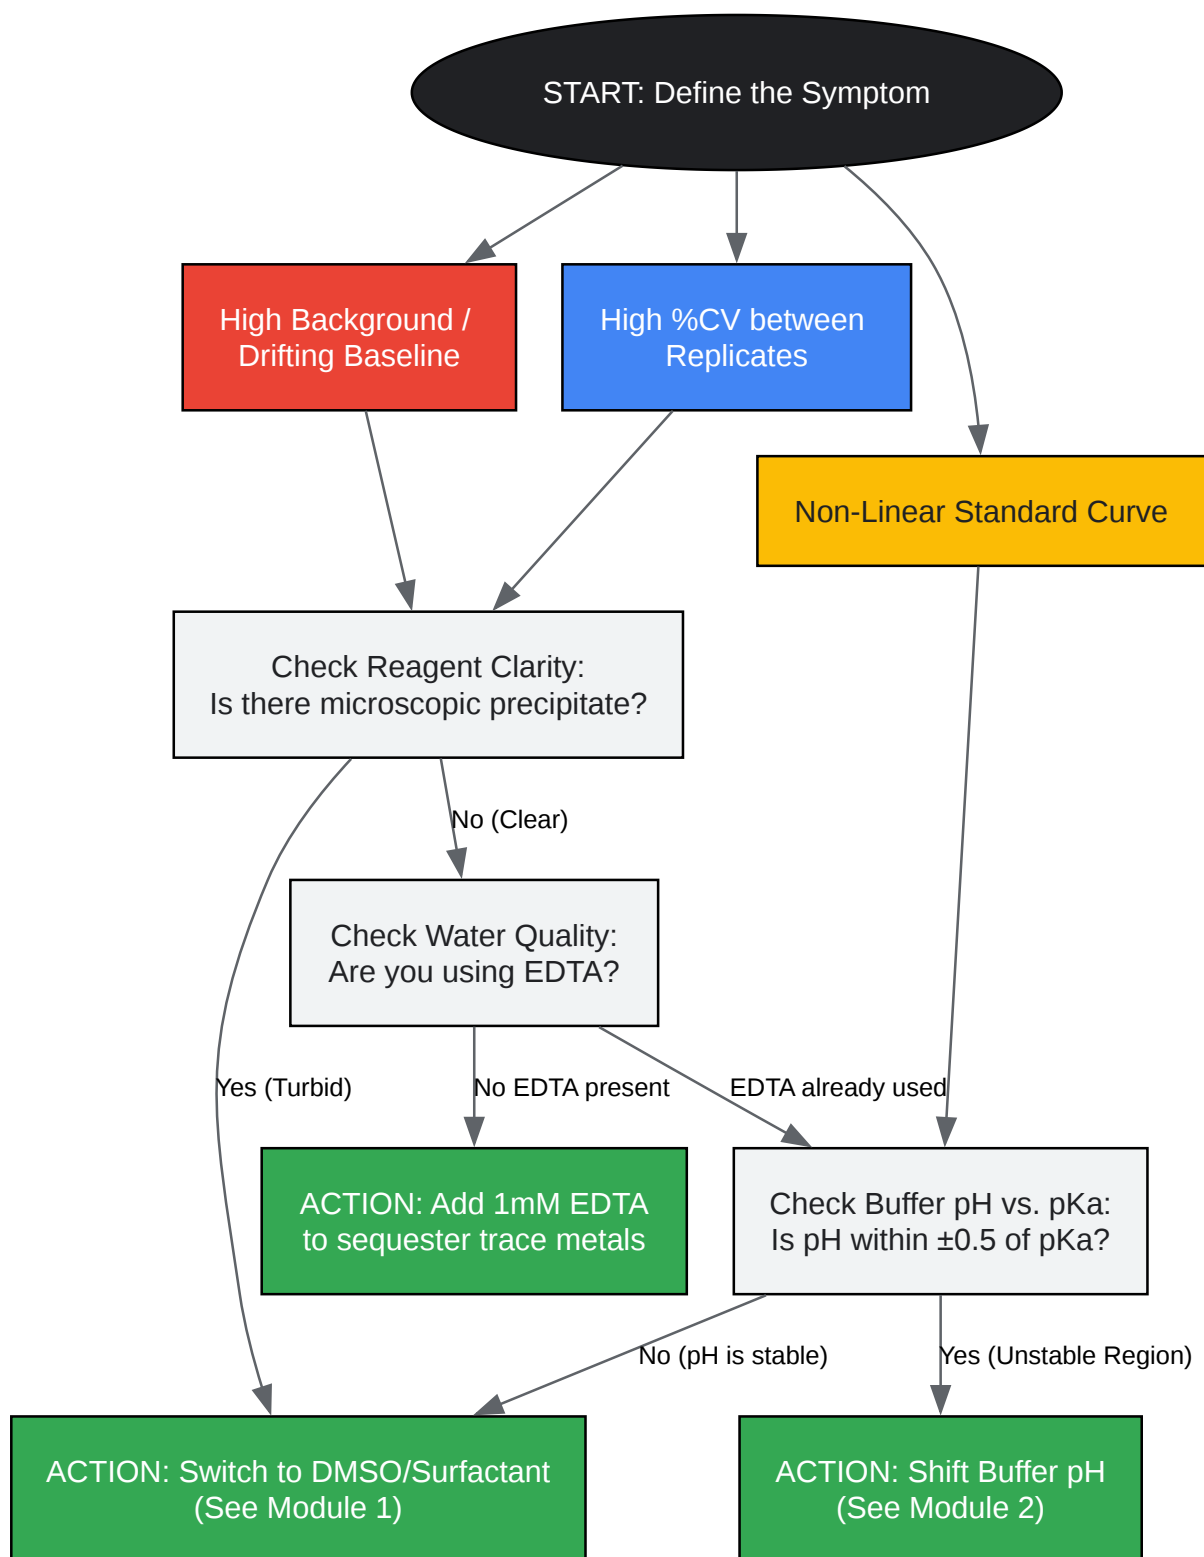 START: Define the Symptom
High Background /
Drifting Baseline
High %CV between
Replicates
Non-Linear Standard Curve
Check Reagent Clarity:
Is there microscopic precipitate?
No (Clear)
Check Water Quality:
Are you using EDTA?
Yes (Turbid)
No EDTA present
EDTA already used
ACTION: Add 1mM EDTA
to sequester trace metals
Check Buffer pH vs. pKa:
Is pH within ±0.5 of pKa?
No (pH is stable)
Yes (Unstable Region)
ACTION: Switch to DMSO/Surfactant
(See Module 1)
ACTION: Shift Buffer pH
(See Module 2)